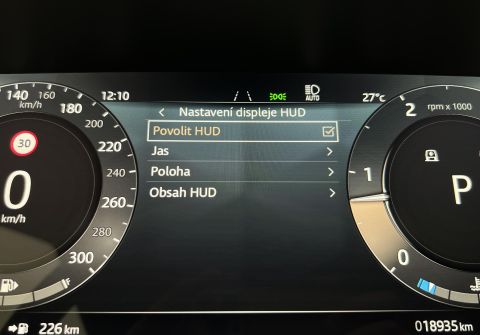 12:10
27°C
140
160
km/h
180
200
220
240
260
280
300
30
0
km/h
Nastavení displeje HUD
Povolit HUD
Jas
Poloha
Obsah HUD
AUTO
2
rpm x 1000
1
0
P
F
226 km
018935 km